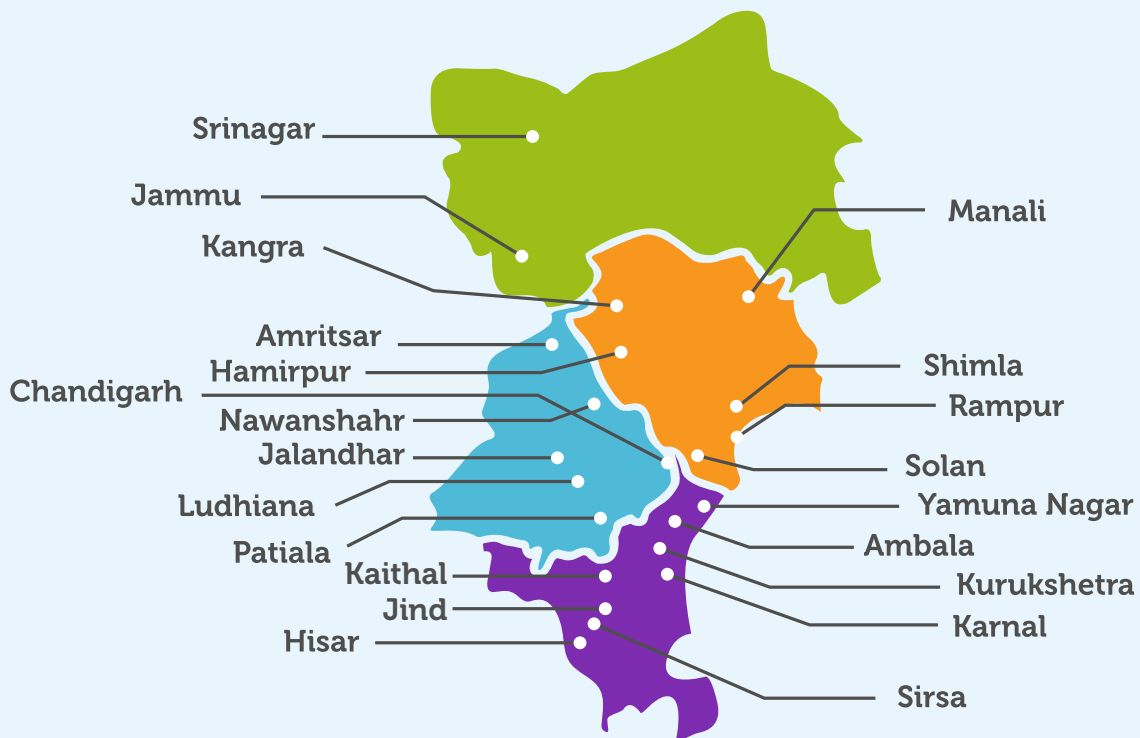 Srinagar
Jammu
Manali
Kangra
Amritsar
Hamirpur
Shimla
Chandigarh
Rampur
Nawanshahr
Jalandhar
Solan
Ludhiana
Yamuna Nagar
Patiala
Ambala
Kaithal
Kurukshetra
Jind
Karnal
Hisar
Sirsa